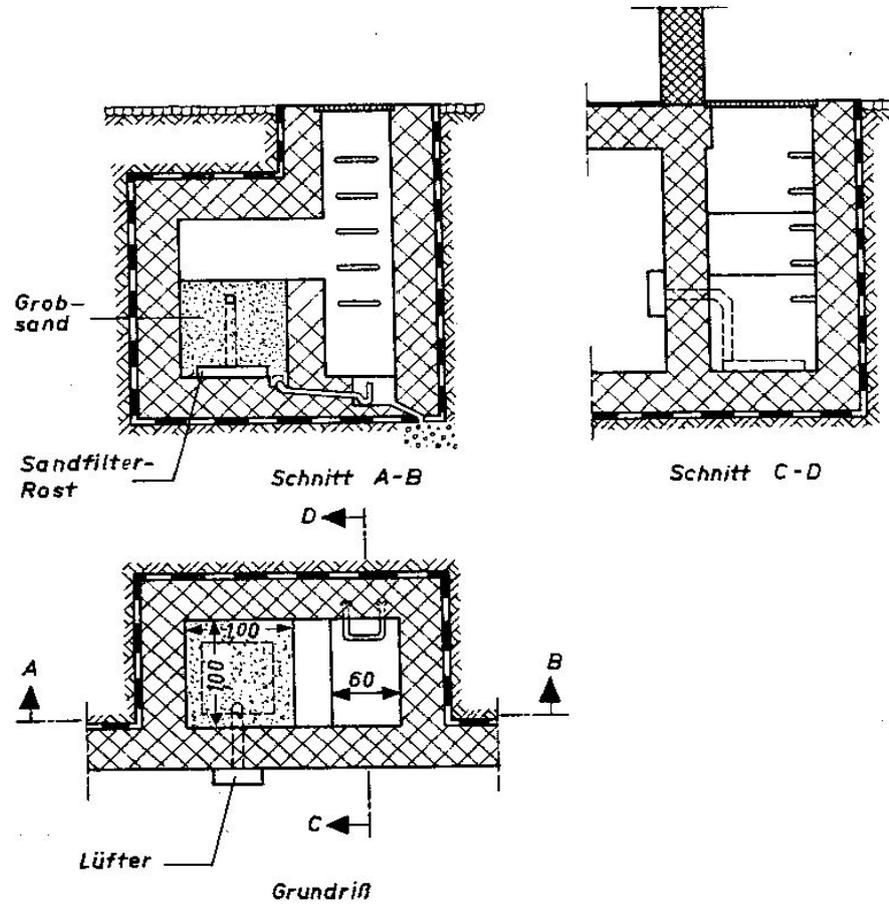 Grob-
sand
Sandfilter-
Rost
Schnitt A-B
Schnitt C-D
D
A
100
100
60
B
C
Lüfter
Grundriß